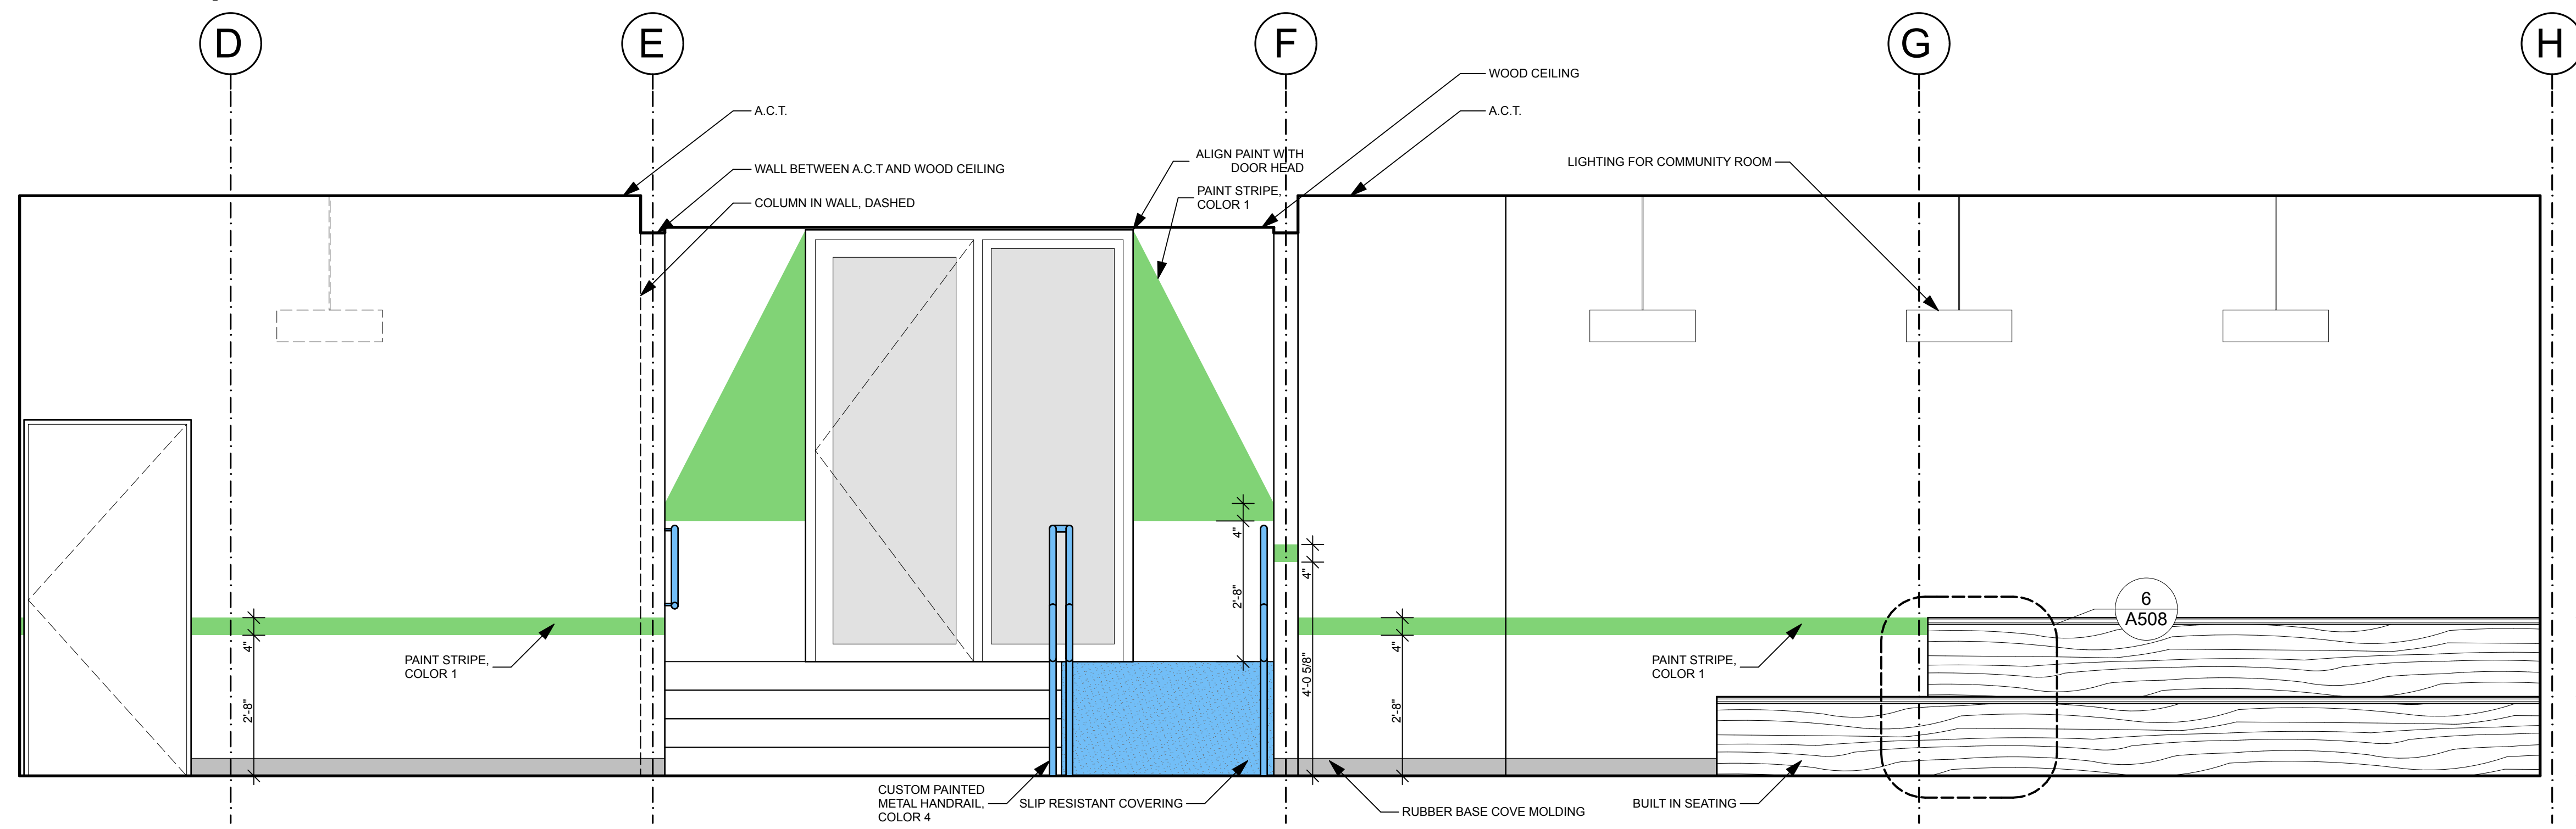 D
E
F
G
H
WOOD CEILING
A.C.T.
A.C.T.
ALIGN PAINT WITH
DOOR HEAD
LIGHTING FOR COMMUNITY ROOM
WALL BETWEEN A.C.T AND WOOD CEILING
PAINT STRIPE,
COLOR 1
COLUMN IN WALL, DASHED
4"
2'-8"
4"
4'-0 5/8"
6
A508
4"
2'-8"
PAINT STRIPE,
COLOR 1
4"
2'-8"
PAINT STRIPE,
COLOR 1
CUSTOM PAINTED
METAL HANDRAIL,
COLOR 4
SLIP RESISTANT COVERING
RUBBER BASE COVE MOLDING
BUILT IN SEATING